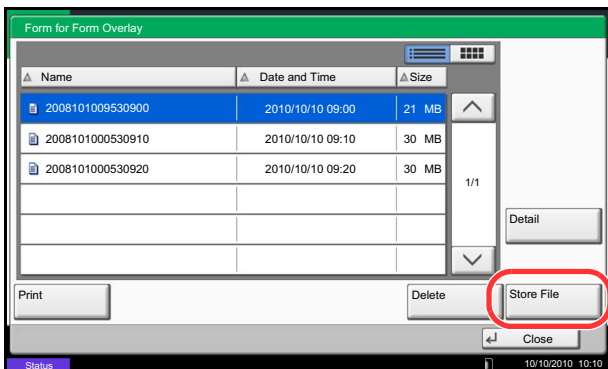 Form for Form Overlay
Name Date and Time Size
2008101009530900 2010/10/10 09:00 21 MB
2008101000530910 2010/10/10 09:10 30 MB
2008101000530920 2010/10/10 09:20 30 MB
1/1
Detail
Print Delete Store File
Close
Status 10/10/2010 10:10